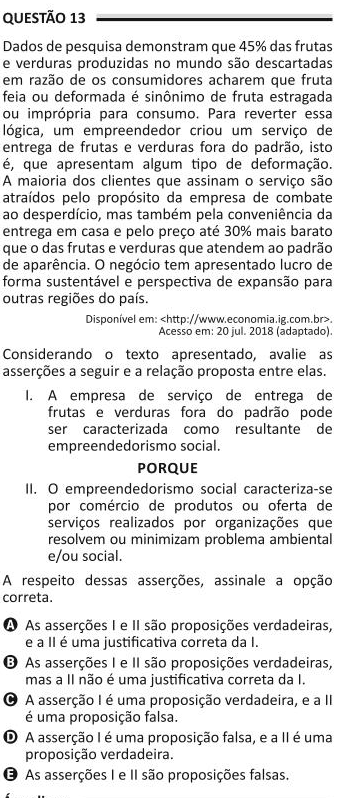 QUESTÃO 13
Dados de pesquisa demonstram que 45% das frutas
e verduras produzidas no mundo são descartadas
em razão de os consumidores acharem que fruta
feia ou deformada é sinônimo de fruta estragada
ou imprópria para consumo. Para reverter essa
lógica, um empreendedor criou um serviço de
entrega de frutas e verduras fora do padrão, isto
é, que apresentam algum tipo de deformação.
A maioria dos clientes que assinam o serviço são
atraídos pelo propósito da empresa de combate
ao desperdício, mas também pela conveniência da
entrega em casa e pelo preço até 30% mais barato
que o das frutas e verduras que atendem ao padrão
de aparência. O negócio tem apresentado lucro de
forma sustentável e perspectiva de expansão para
outras regiões do país.
Disponível em: <http://www.economia.ig.com.br>.
Acesso em: 20 jul. 2018 (adaptado).
Considerando o texto apresentado, avalie as
asserções a seguir e a relação proposta entre elas.
I. A empresa de serviço de entrega de
frutas e verduras fora do padrão pode
ser caracterizada como resultante de
empreendedorismo social.
PORQUE
II. O empreendedorismo social caracteriza-se
por comércio de produtos ou oferta de
serviços realizados por organizações que
resolvem ou minimizam problema ambiental
e/ou social.
A respeito dessas asserções, assinale a opção
correta.
A As asserções I e II são proposições verdadeiras,
e a II é uma justificativa correta da I.
B As asserções I e II são proposições verdadeiras,
mas a II não é uma justificativa correta da I.
C A asserção I é uma proposição verdadeira, e a II
é uma proposição falsa.
D A asserção I é uma proposição falsa, e a II é uma
proposição verdadeira.
E As asserções I e II são proposições falsas.